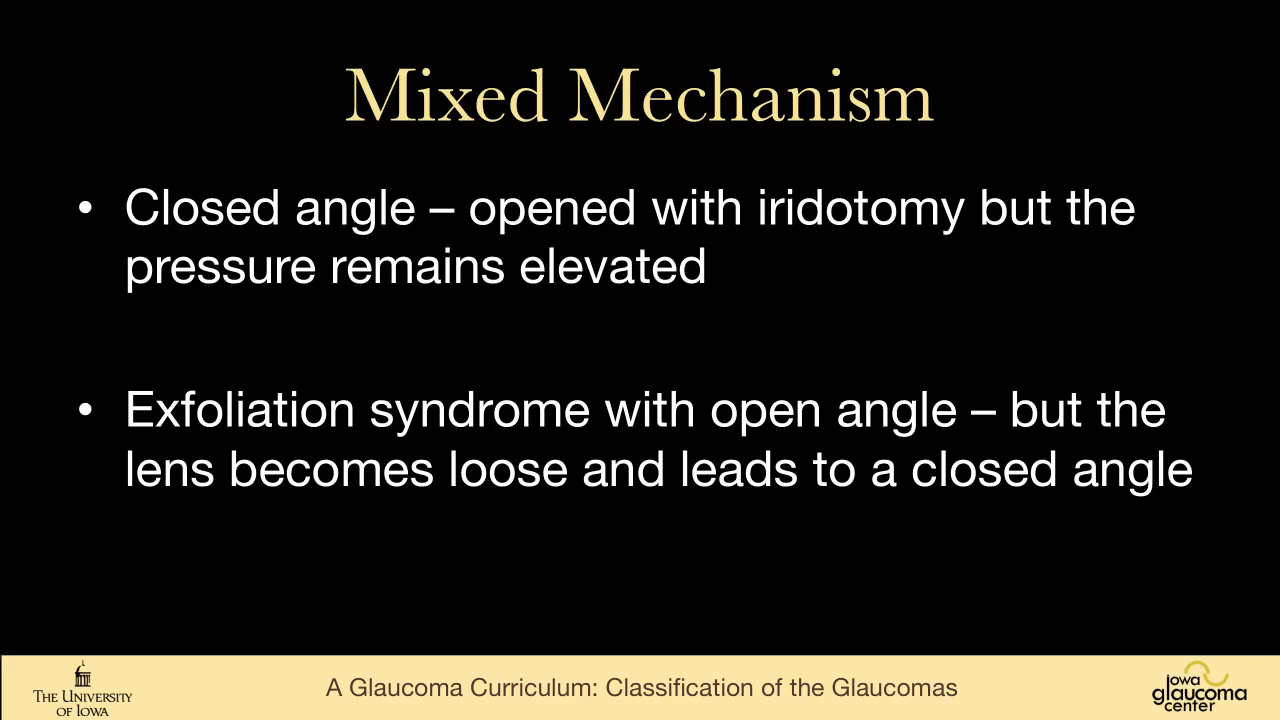 Mixed Mechanism
• Closed angle – opened with iridotomy but the
pressure remains elevated
• Exfoliation syndrome with open angle – but the
lens becomes loose and leads to a closed angle
THE UNIVERSITY
OF IOWA
A Glaucoma Curriculum: Classification of the Glaucomas
iowa
glaucoma
center